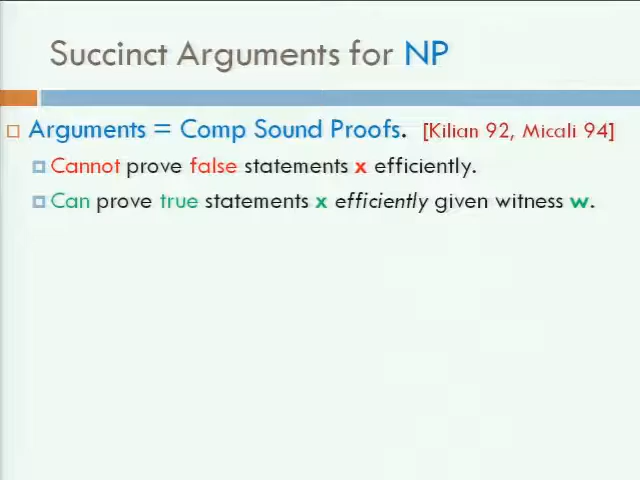 Succinct Arguments for NP
Arguments = Comp Sound Proofs. [Kilian 92, Micali 94]
Cannot prove false statements x efficiently.
Can prove true statements x efficiently given witness w.